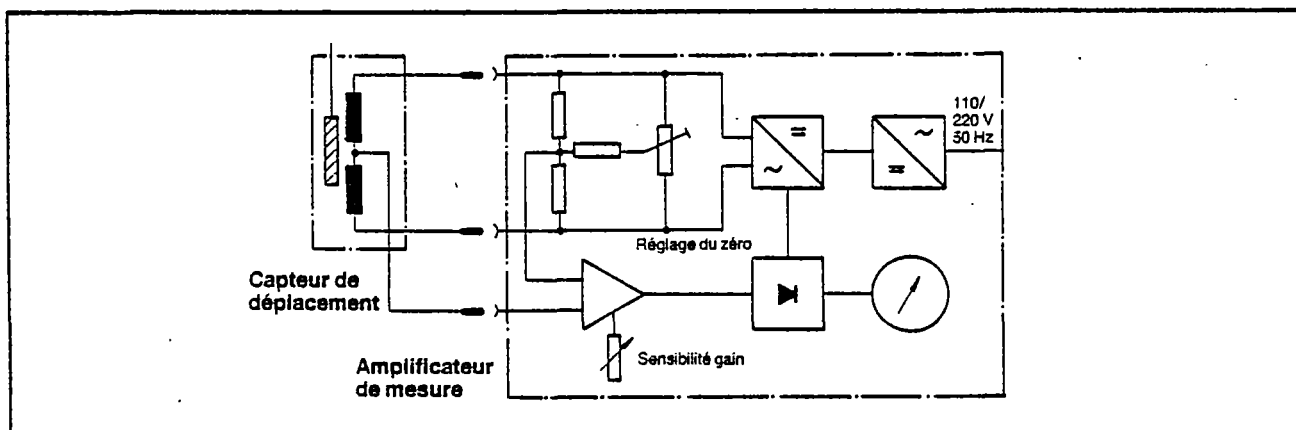 110/
220 V
50 Hz
Réglage du zéro
Capteur de
déplacement
Sensibilité gain
Amplificateur
de mesure